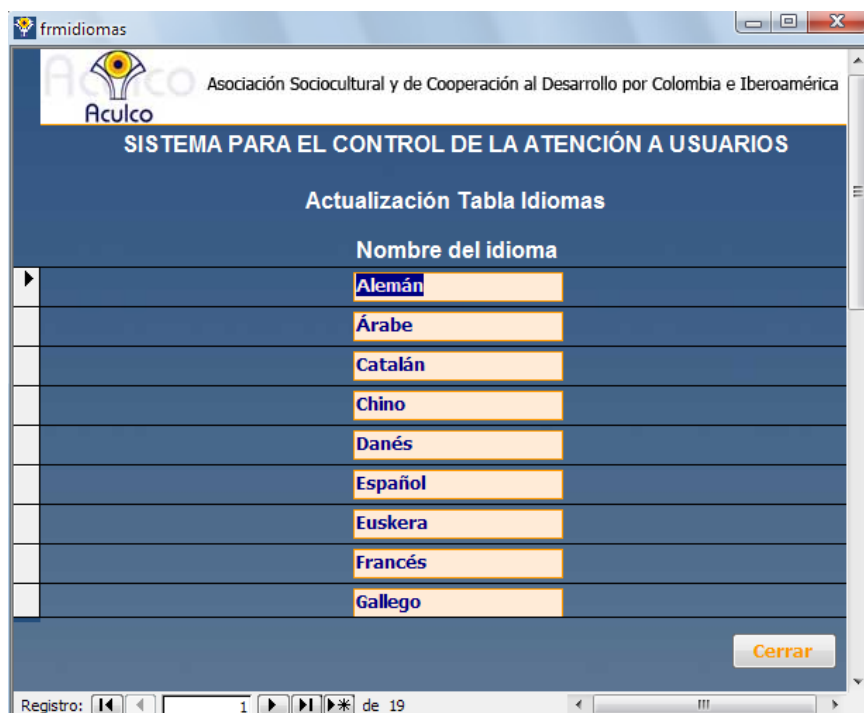 frmidiomas
Aculco
Aculco
Asociación Sociocultural y de Cooperación al Desarrollo por Colombia e Iberoamérica
SISTEMA PARA EL CONTROL DE LA ATENCIÓN A USUARIOS
Actualización Tabla Idiomas
Nombre del idioma
Alemán
Árabe
Catalán
Chino
Danés
Español
Euskera
Francés
Gallego
Cerrar
Registro: 1 de 19